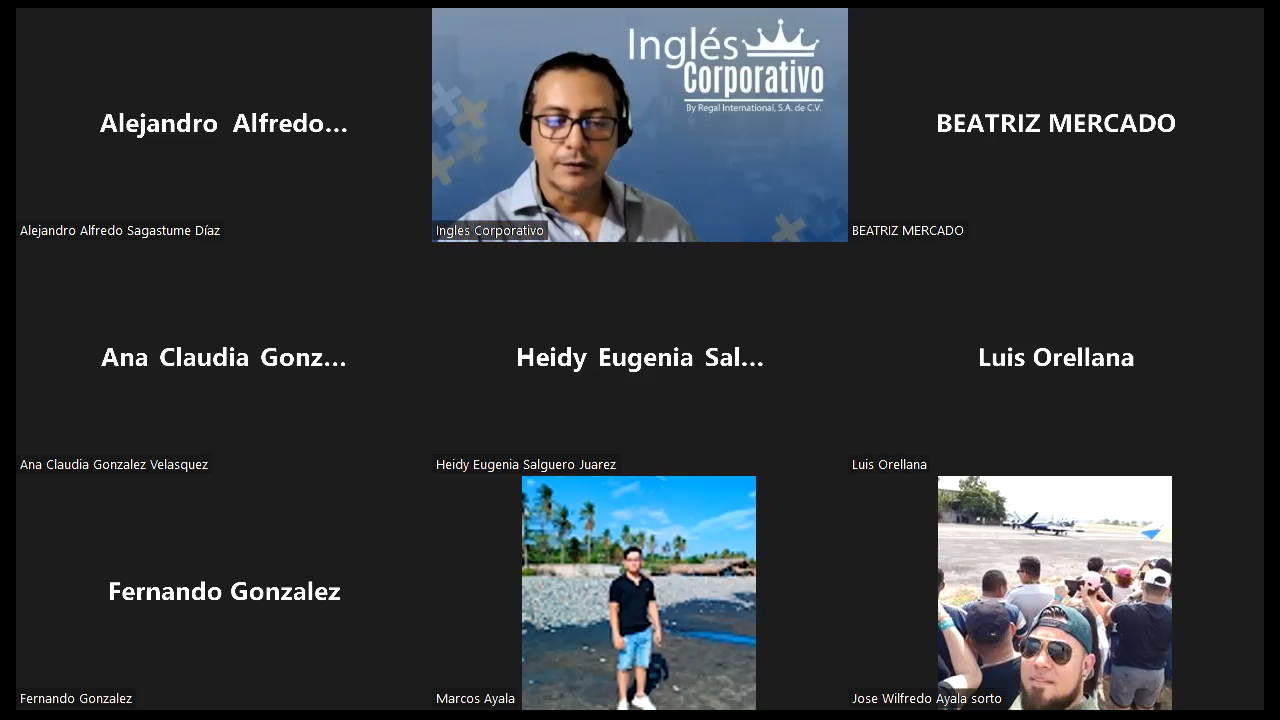 Alejandro Alfredo...
Alejandro Alfredo Sagastume Díaz
Inglés
Corporativo
By Regal International, S.A. de C.V.
Ingles Corporativo
BEATRIZ MERCADO
BEATRIZ MERCADO
Ana Claudia Gonz...
Ana Claudia Gonzalez Velasquez
Heidy Eugenia Sal...
Heidy Eugenia Salguero Juarez
Luis Orellana
Luis Orellana
Fernando Gonzalez
Fernando Gonzalez
Marcos Ayala
Jose Wilfredo Ayala sorto